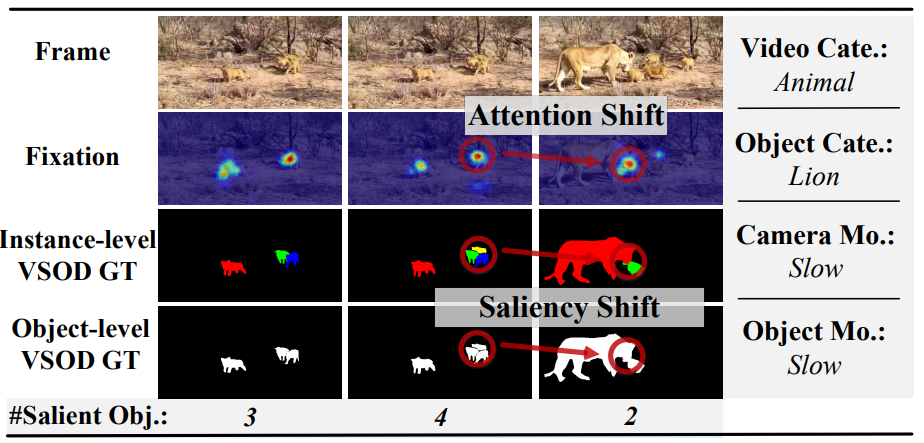 Frame
Video Cate.:
Animal
Attention Shift
Fixation
Object Cate.:
Lion
Instance-level
VSOD GT
Camera Mo.:
Slow
Saliency Shift
Object-level
VSOD GT
Object Mo.:
Slow
#Salient Obj.: 3 4 2